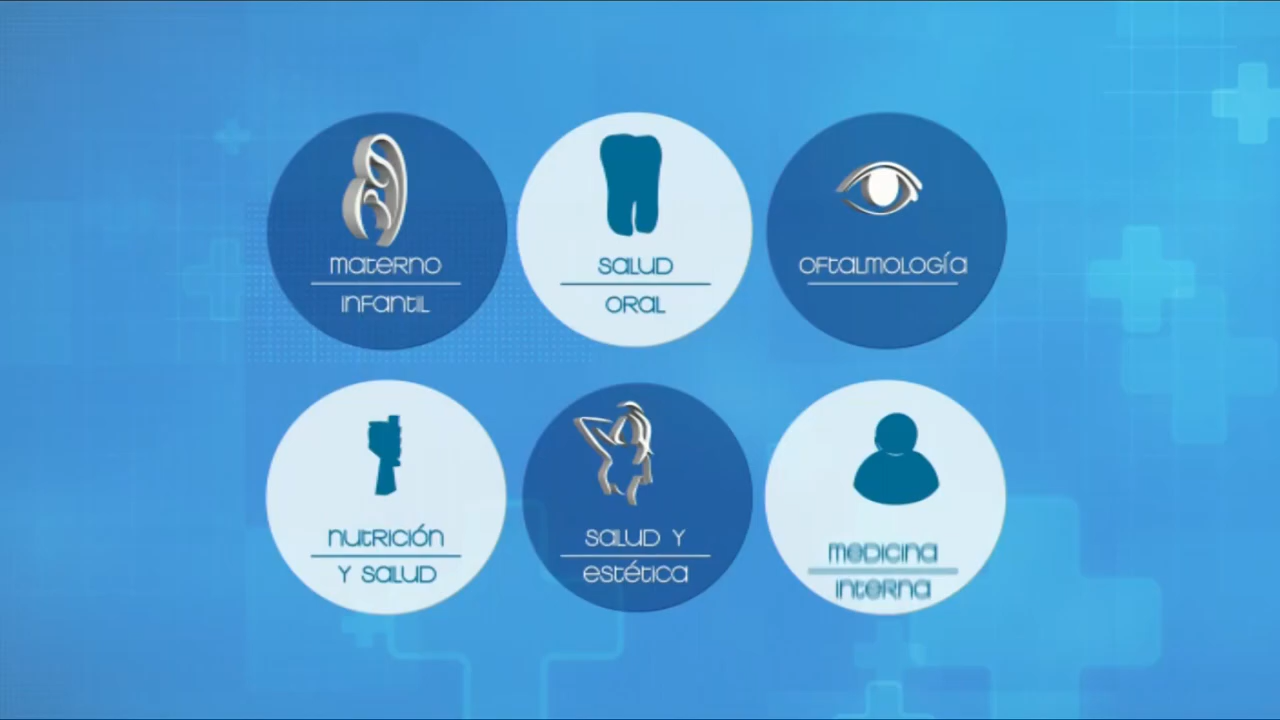 materno
infantil
salud
oral
oftalmología
nutrición
y salud
salud y
estética
medicina
interna